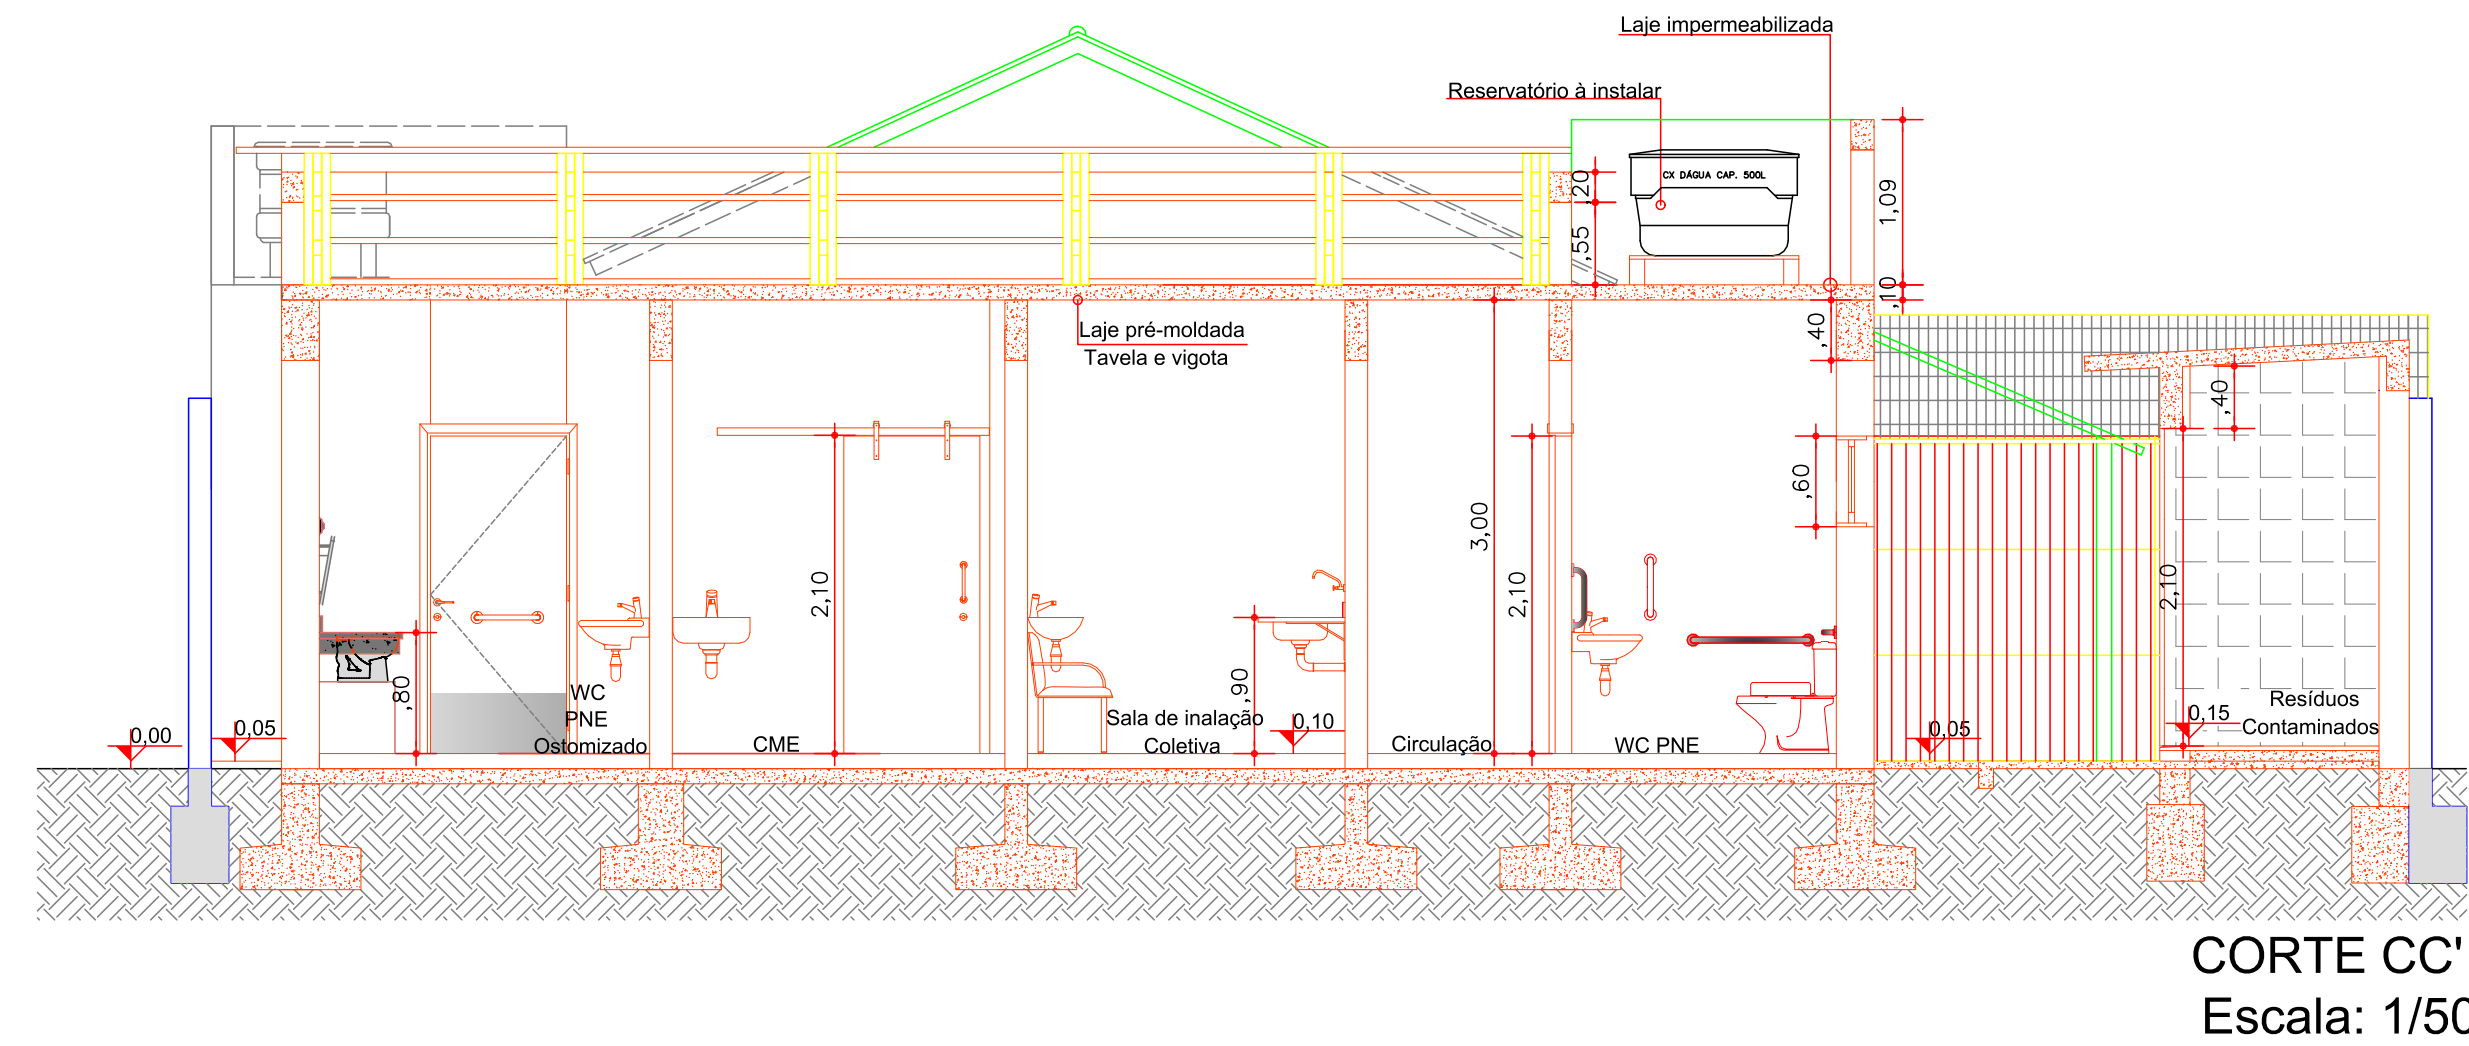 Laje impermeabilizada
Reservatório à instalar
CX DÁGUA CAP. 500L
,20
,55
1,09
,10
,40
Laje pré-moldada
Tavela e vigota
,40
,60
3,00
2,10
2,10
2,10
,90
,80
0,00
0,05
WC
PNE
Ostomizado
CME
Sala de inalação
Coletiva
0,10
Circulação
WC PNE
0,05
0,15
Resíduos
Contaminados
CORTE CC'
Escala: 1/50